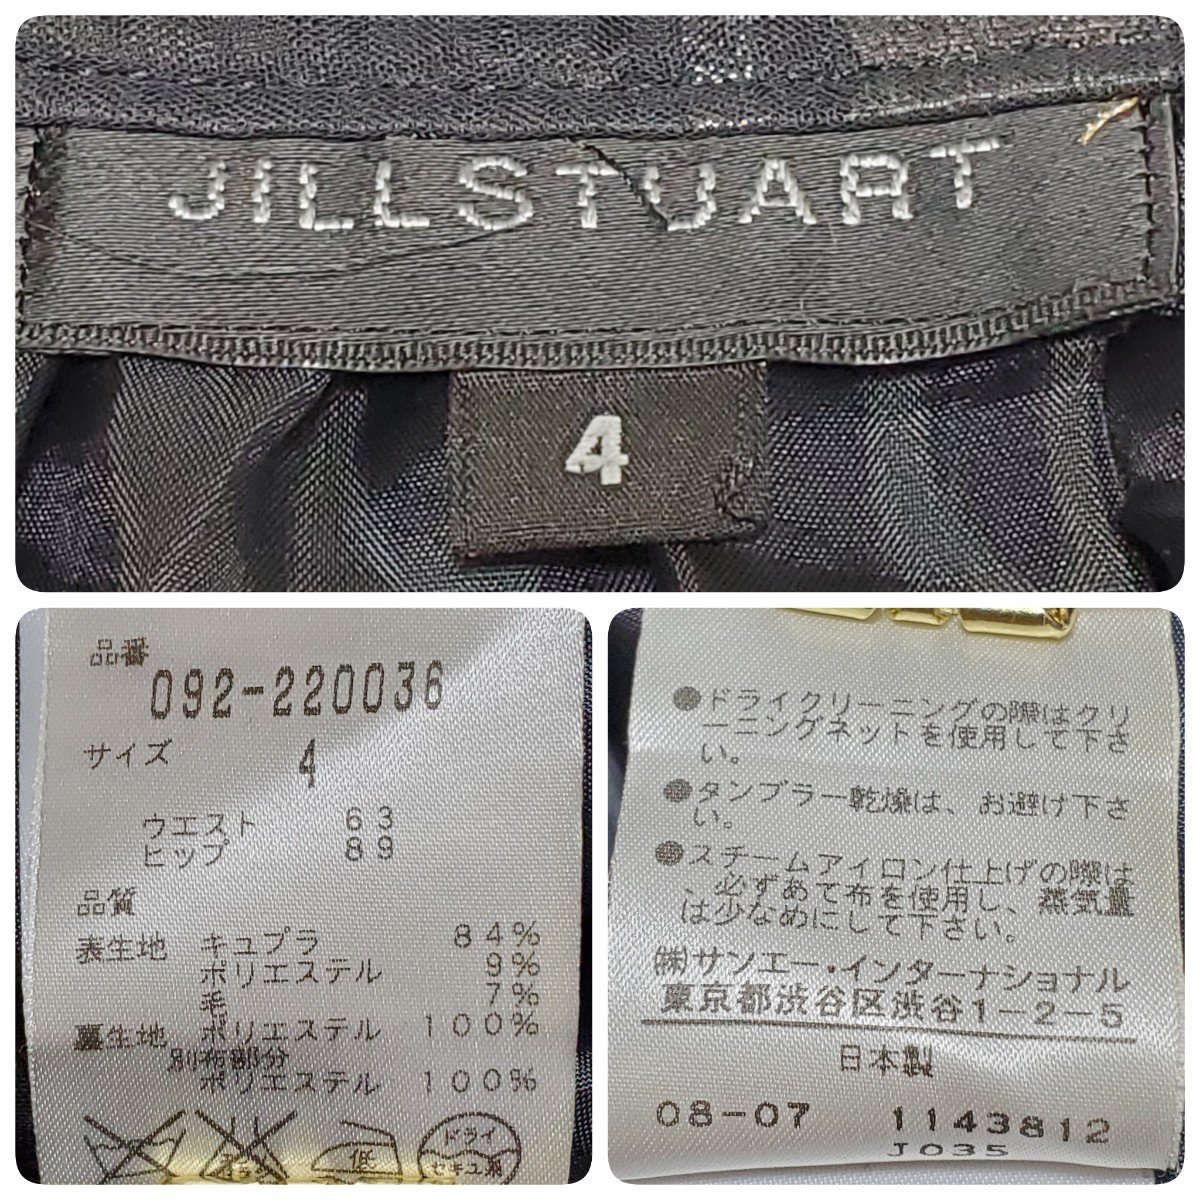 JILLSTUART
4
品番
092-220036
サイズ 4
ウエスト 63
ヒップ 89
品質
表生地 キュプラ 84%
ポリエステル 9%
毛 7%
裏生地 ポリエステル 100%
別布部分
ポリエステル 100%
低
ドライ
セキユ系
●ドライクリーニングの際はクリ
ーニングネットを使用して下さ
い。
●タンブラー乾燥は、お避け下さ
い。
●スチームアイロン仕上げの際は
、必ずあて布を使用し、蒸気量
は少なめにして下さい。
㈱サンエー・インターナショナル
東京都渋谷区渋谷1-2-5
日本製
08-07 1143812
J035